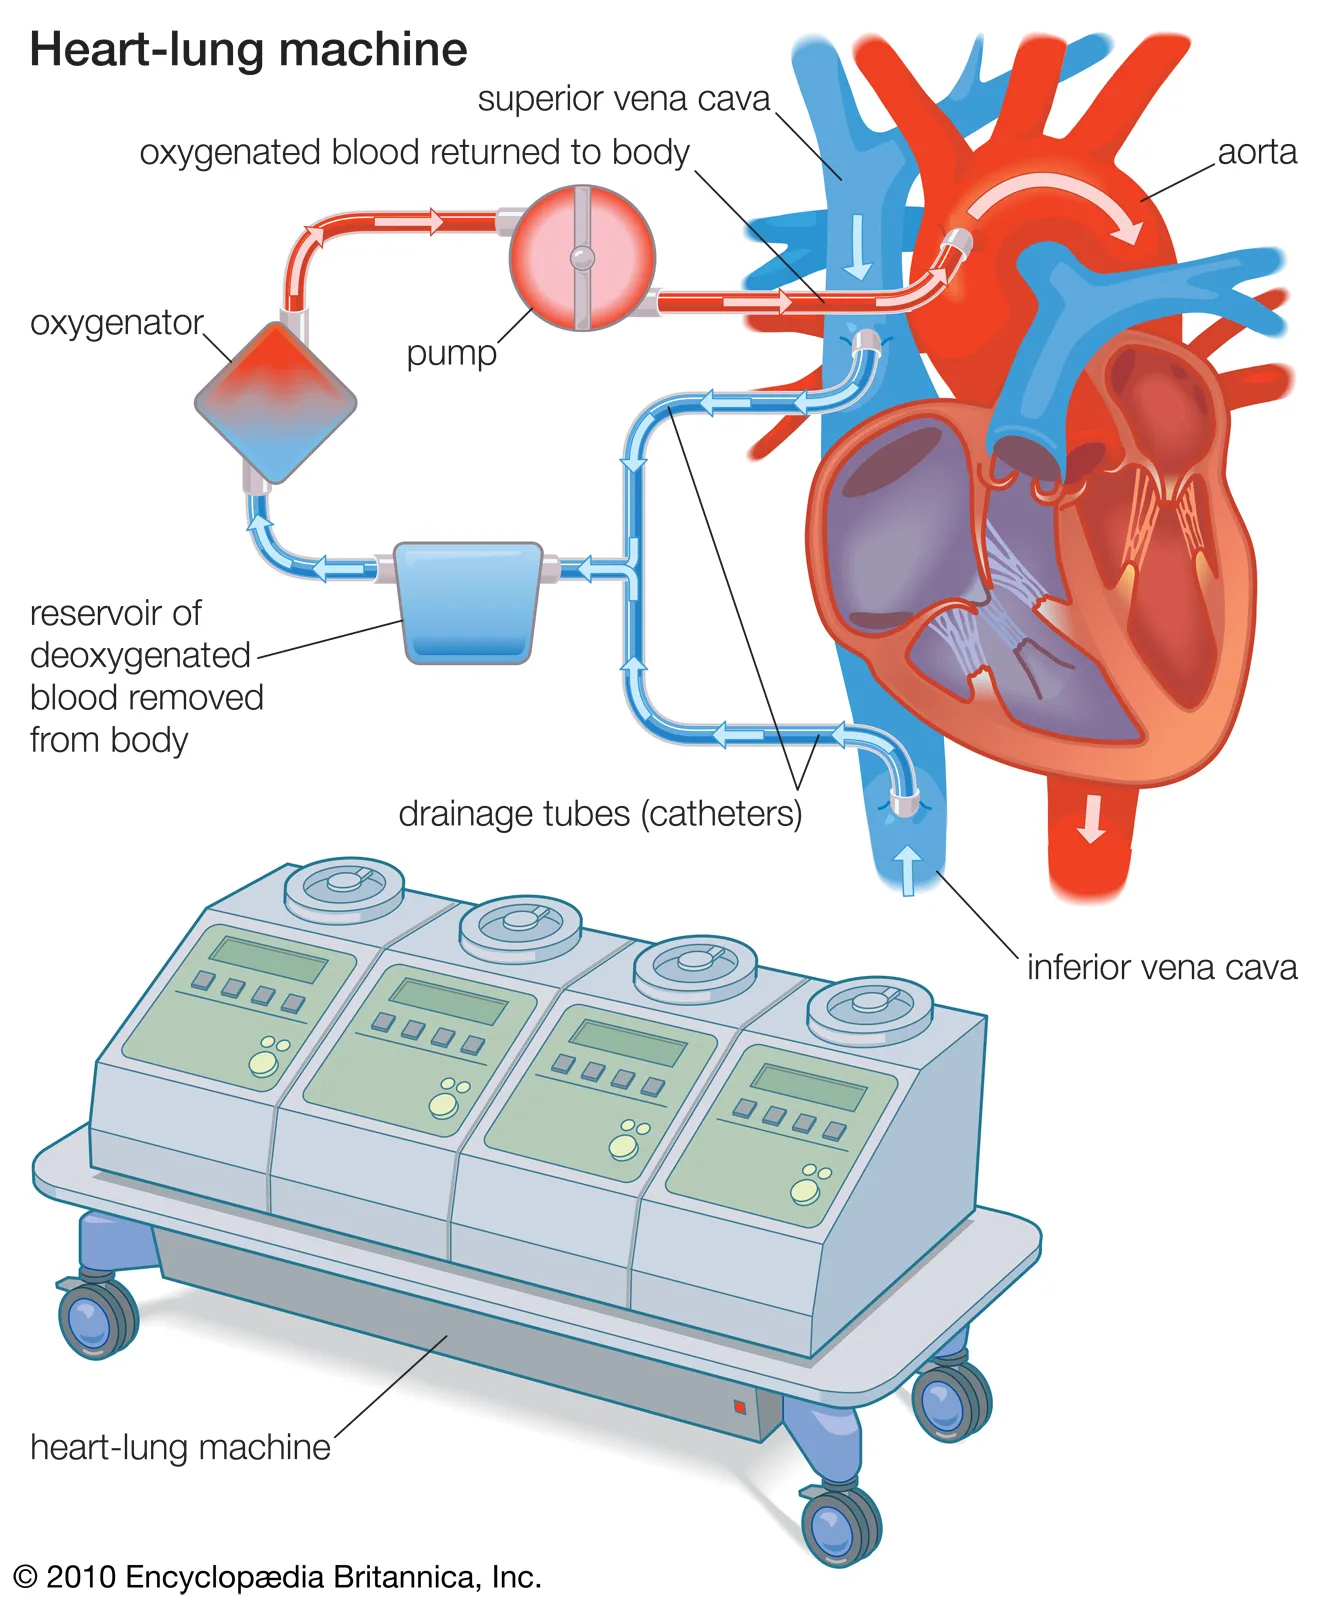 Heart-lung machine
superior vena cava
oxygenated blood returned to body
aorta
oxygenator
pump
reservoir of
deoxygenated
blood removed
from body
drainage tubes (catheters)
inferior vena cava
heart-lung machine
© 2010 Encyclopædia Britannica, Inc.